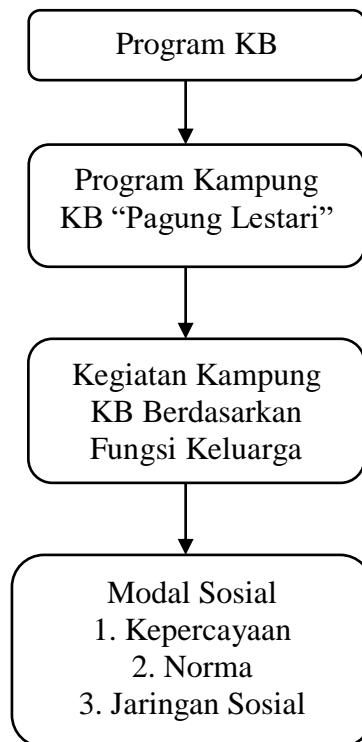 Program KB
Program Kampung
KB “Pagung Lestari”
Kegiatan Kampung
KB Berdasarkan
Fungsi Keluarga
Modal Sosial
1. Kepercayaan
2. Norma
3. Jaringan Sosial